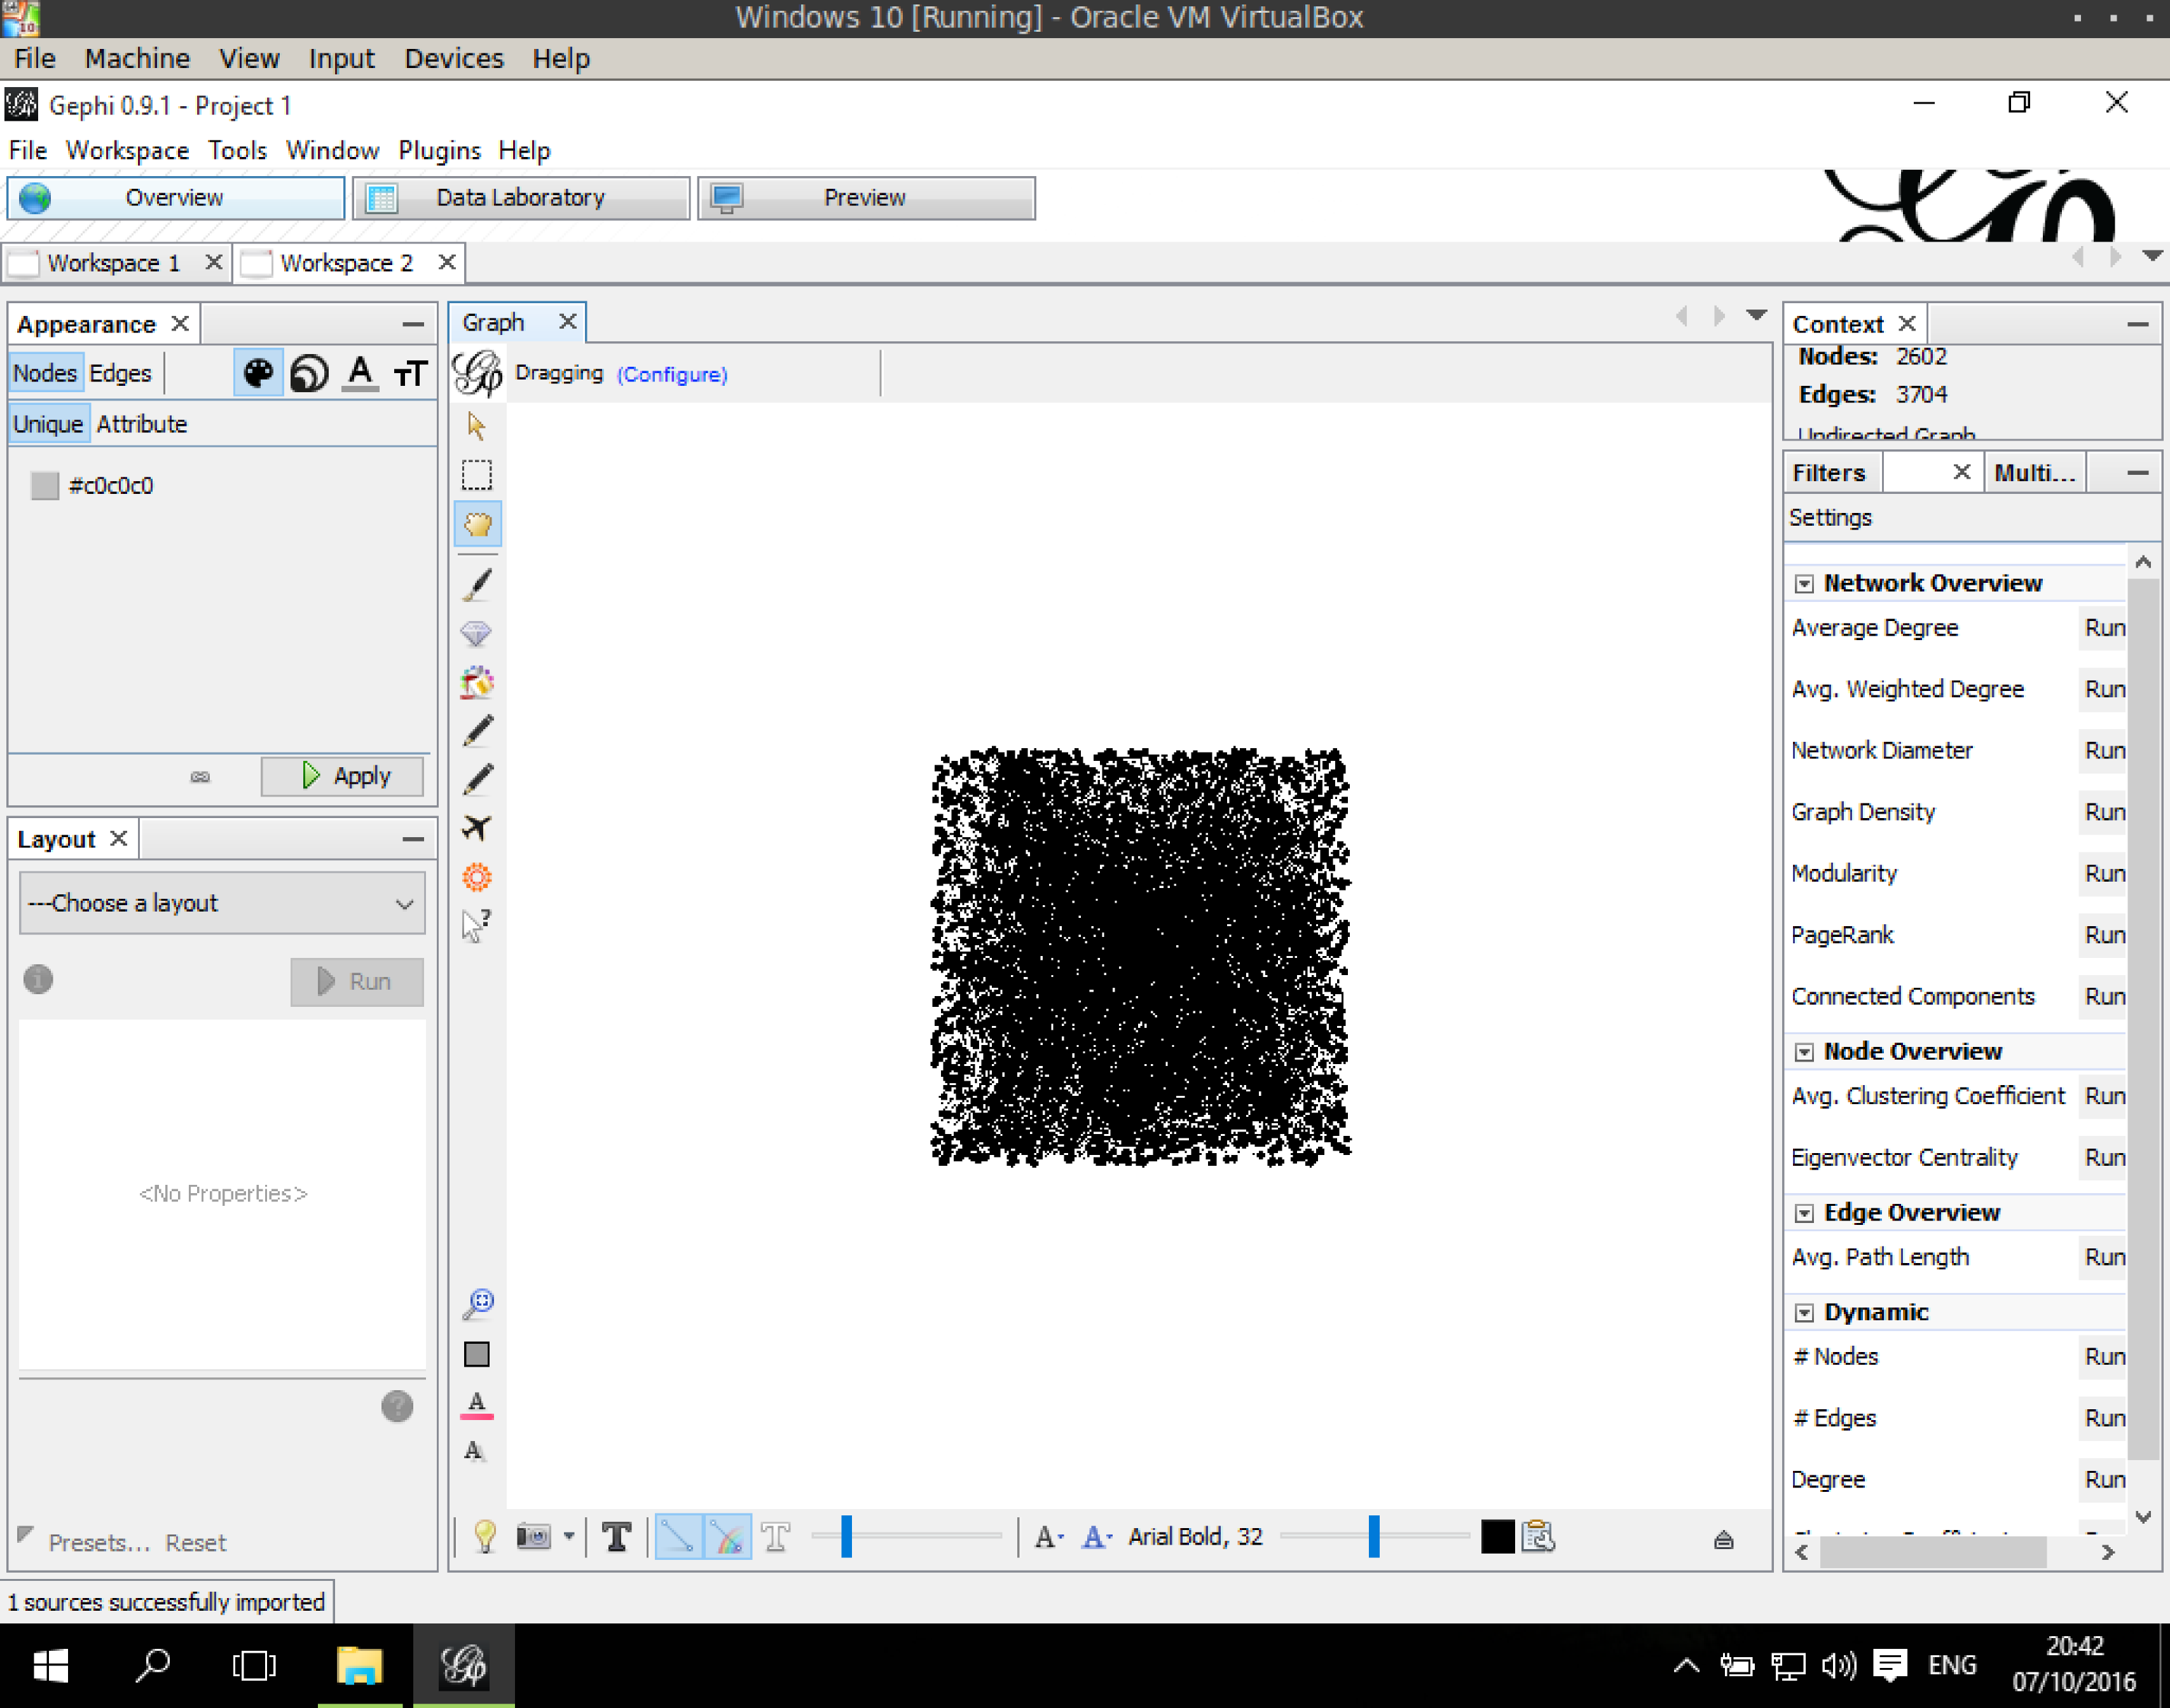 Windows 10 [Running] - Oracle VM VirtualBox
File Machine View Input Devices Help
Gephi 0.9.1 - Project 1
File Workspace Tools Window Plugins Help
Overview Data Laboratory Preview
Workspace 1 Workspace 2
Appearance
Nodes Edges
Unique Attribute
#c0c0c0
Apply
Layout
---Choose a layout
Run
<No Properties>
Presets... Reset
Graph
Dragging (Configure)
Arial Bold, 32
Context
Nodes: 2602
Edges: 3704
Undirected Graph
Filters Multi...
Settings
Network Overview
Average Degree Run
Avg. Weighted Degree Run
Network Diameter Run
Graph Density Run
Modularity Run
PageRank Run
Connected Components Run
Node Overview
Avg. Clustering Coefficient Run
Eigenvector Centrality Run
Edge Overview
Avg. Path Length Run
Dynamic
# Nodes Run
# Edges Run
Degree Run
1 sources successfully imported
ENG
20:42
07/10/2016